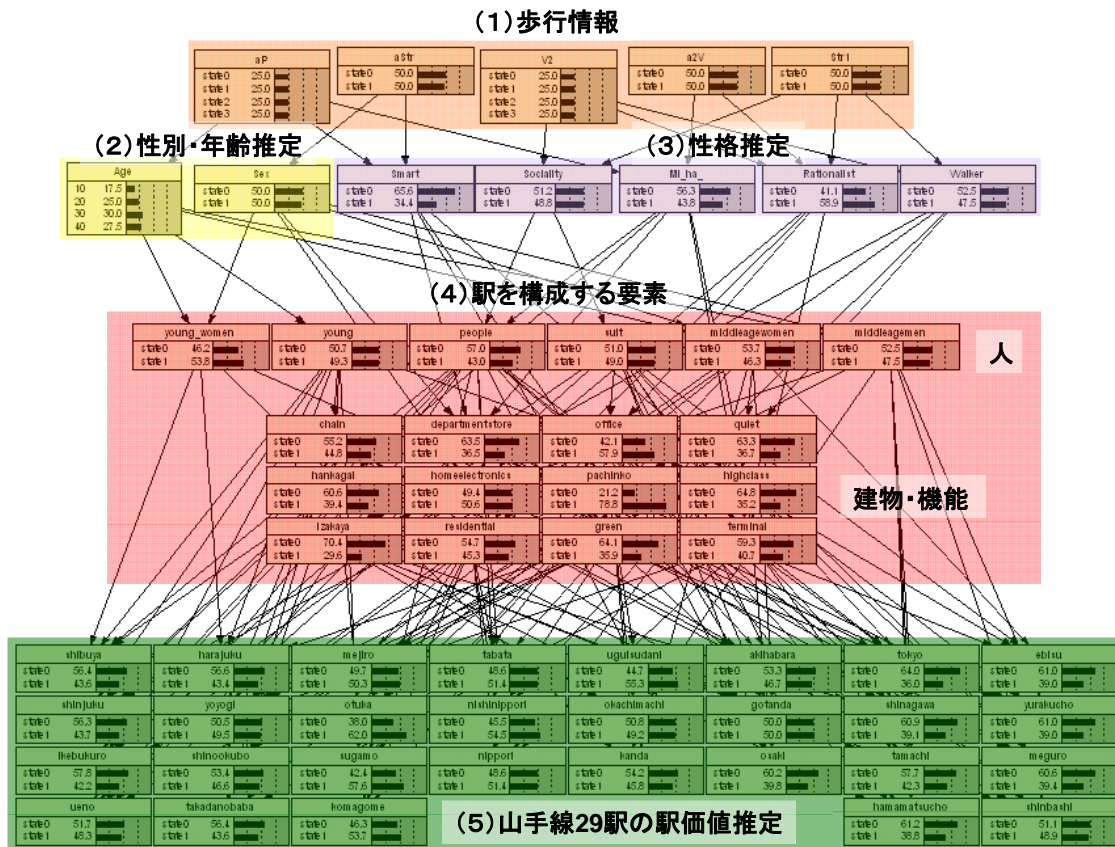 (1)歩行情報
aP
state0 25.0
state1 25.0
state2 25.0
state3 25.0
aStr
state0 50.0
state1 50.0
V2
state0 25.0
state1 25.0
state2 25.0
state3 25.0
a2V
state0 50.0
state1 50.0
Str1
state0 50.0
state1 50.0
(2)性別・年齢推定
(3)性格推定
Age
10 17.5
20 25.0
30 30.0
40 27.5
Sex
state0 50.0
state1 50.0
Smart
state0 65.6
state1 34.4
Sociality
state0 51.2
state1 48.8
Mi_ha_
state0 56.3
state1 43.8
Rationalist
state0 41.1
state1 58.9
Walker
state0 52.5
state1 47.5
(4)駅を構成する要素
young_women
state0 46.2
state1 53.8
young
state0 50.7
state1 49.3
people
state0 57.0
state1 43.0
suit
state0 51.0
state1 49.0
middleagewomen
state0 53.7
state1 46.3
middleagemen
state0 52.5
state1 47.5
人
chain
state0 55.2
state1 44.8
departmentstore
state0 63.5
state1 36.5
office
state0 42.1
state1 57.9
quiet
state0 63.3
state1 36.7
hankagai
state0 60.6
state1 39.4
homeelectronics
state0 49.4
state1 50.6
pachinko
state0 21.2
state1 78.8
highclass
state0 64.8
state1 35.2
建物・機能
izakaya
state0 70.4
state1 29.6
residential
state0 54.7
state1 45.3
green
state0 64.1
state1 35.9
terminal
state0 59.3
state1 40.7
shibuya
state0 56.4
state1 43.6
harajuku
state0 56.6
state1 43.4
mejiro
state0 49.7
state1 50.3
tabata
state0 48.6
state1 51.4
uguisudani
state0 44.7
state1 55.3
akihabara
state0 53.3
state1 46.7
tokyo
state0 64.0
state1 36.0
ebisu
state0 61.0
state1 39.0
shinjuku
state0 56.3
state1 43.7
yoyogi
state0 50.5
state1 49.5
otuka
state0 38.0
state1 62.0
nishinippori
state0 45.5
state1 54.5
okachimachi
state0 50.8
state1 49.2
gotanda
state0 50.0
state1 50.0
shinagawa
state0 60.9
state1 39.1
yurakucho
state0 61.0
state1 39.0
ikebukuro
state0 57.8
state1 42.2
shinookubo
state0 53.4
state1 46.6
sugamo
state0 42.4
state1 57.6
nippori
state0 48.6
state1 51.4
kanda
state0 54.2
state1 45.8
osaki
state0 60.2
state1 39.8
tamachi
state0 57.7
state1 42.3
meguro
state0 60.6
state1 39.4
ueno
state0 51.7
state1 48.3
takadanobaba
state0 56.4
state1 43.6
komagome
state0 46.3
state1 53.7
(5)山手線29駅の駅価値推定
hamamatsucho
state0 61.2
state1 38.8
shinbashi
state0 51.1
state1 48.9